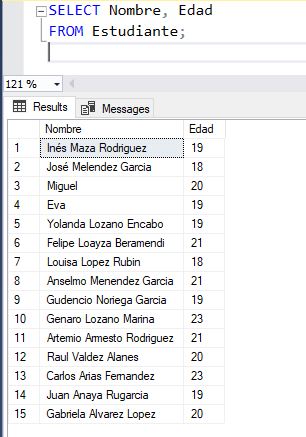 SELECT Nombre, Edad
FROM Estudiante;
121 %
Results Messages
Nombre Edad
1 Inés Maza Rodriguez 19
2 José Melendez Garcia 18
3 Miguel 20
4 Eva 19
5 Yolanda Lozano Encabo 19
6 Felipe Loayza Beramendi 21
7 Louisa Lopez Rubin 18
8 Anselmo Menendez Garcia 21
9 Gudencio Noriega Garcia 19
10 Genaro Lozano Marina 23
11 Artemio Amesto Rodriguez 21
12 Raul Valdez Alanes 20
13 Carlos Arias Fernandez 23
14 Juan Anaya Rugarcia 19
15 Gabriela Alvarez Lopez 20